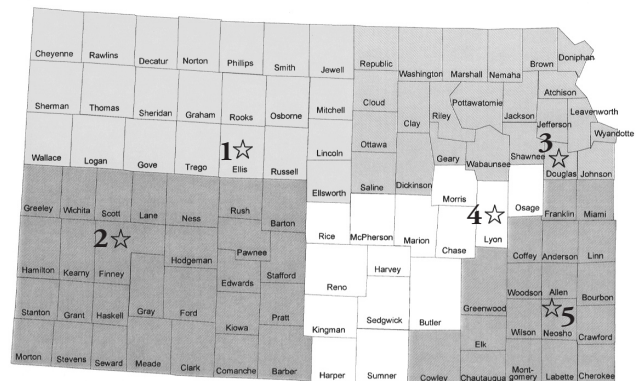 Cheyenne Rawlins Decatur Norton Phillips Smith Jewell Republic Washington Marshall Nemaha Brown Doniphan
Atchison
Sherman Thomas Sheridan Graham Rooks Osborne Mitchell Cloud Clay Riley Pottawatomie Jackson Jefferson Leavenworth
Wyandotte
Wallace Logan Gove Trego 1 Ellis Russell Lincoln Ottawa Geary Wabaunsee Shawnee 3 Douglas Johnson
Ellsworth Saline Dickinson Morris
Greeley Wichita Scott Lane Ness Rush Barton Rice McPherson Marion Chase 4 Lyon Osage Franklin Miami
2 Pawnee
Hamilton Kearny Finney Hodgeman Edwards Stafford Reno Harvey Coffey Anderson Linn
Stanton Grant Haskell Gray Ford Kiowa Pratt Kingman Sedgwick Butler Greenwood Woodson Allen Bourbon
5
Wilson Neosho Crawford
Elk
Morton Stevens Seward Meade Clark Comanche Barber Harper Sumner Cowley Chautauqua Mont-
gomery Labette Cherokee